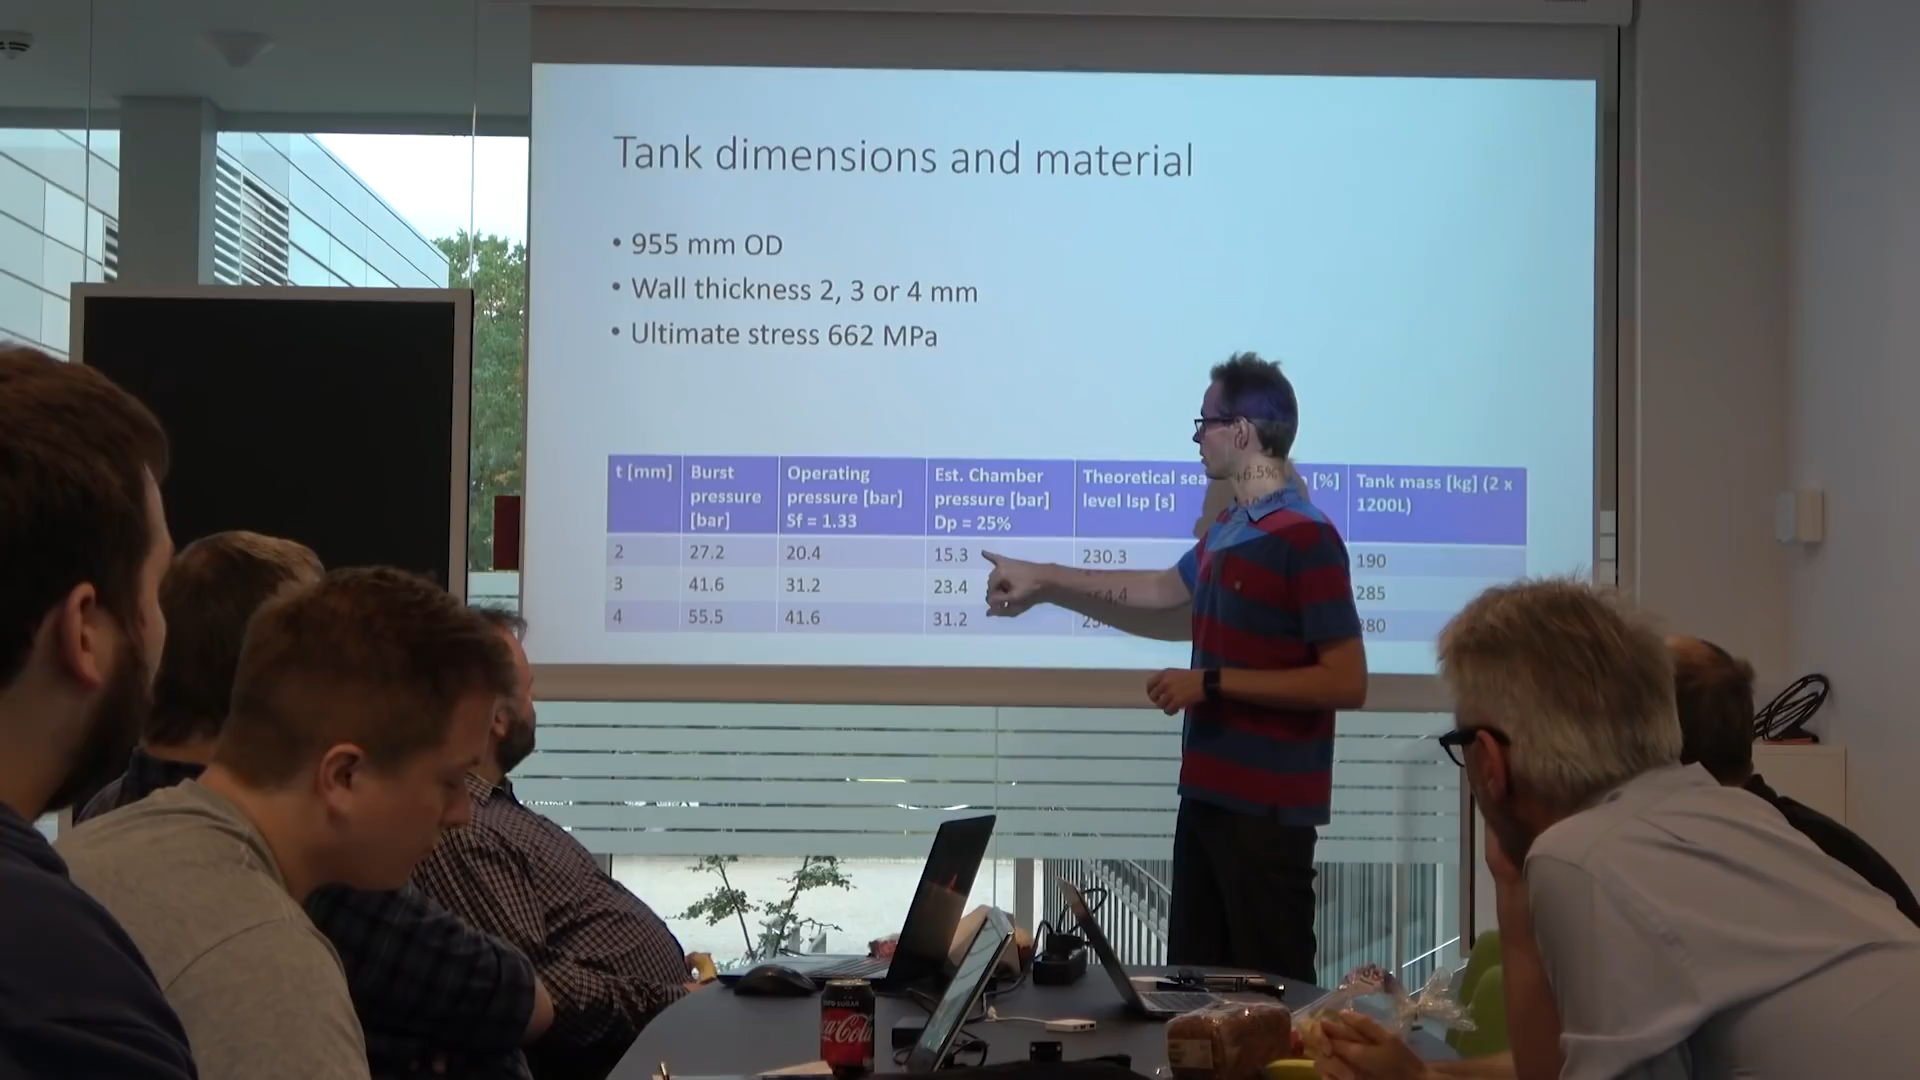 Tank dimensions and material
• 955 mm OD
• Wall thickness 2, 3 or 4 mm
• Ultimate stress 662 MPa
t [mm] Burst pressure [bar] Operating pressure [bar] Sf = 1.33 Est. Chamber pressure [bar] Dp = 25% Theoretical sea level Isp [s] [%] Tank mass [kg] (2 x 1200L)
2 27.2 20.4 15.3 230.3 +6.5% 190
3 41.6 31.2 23.4 285
4 55.5 41.6 31.2
Coca-Cola